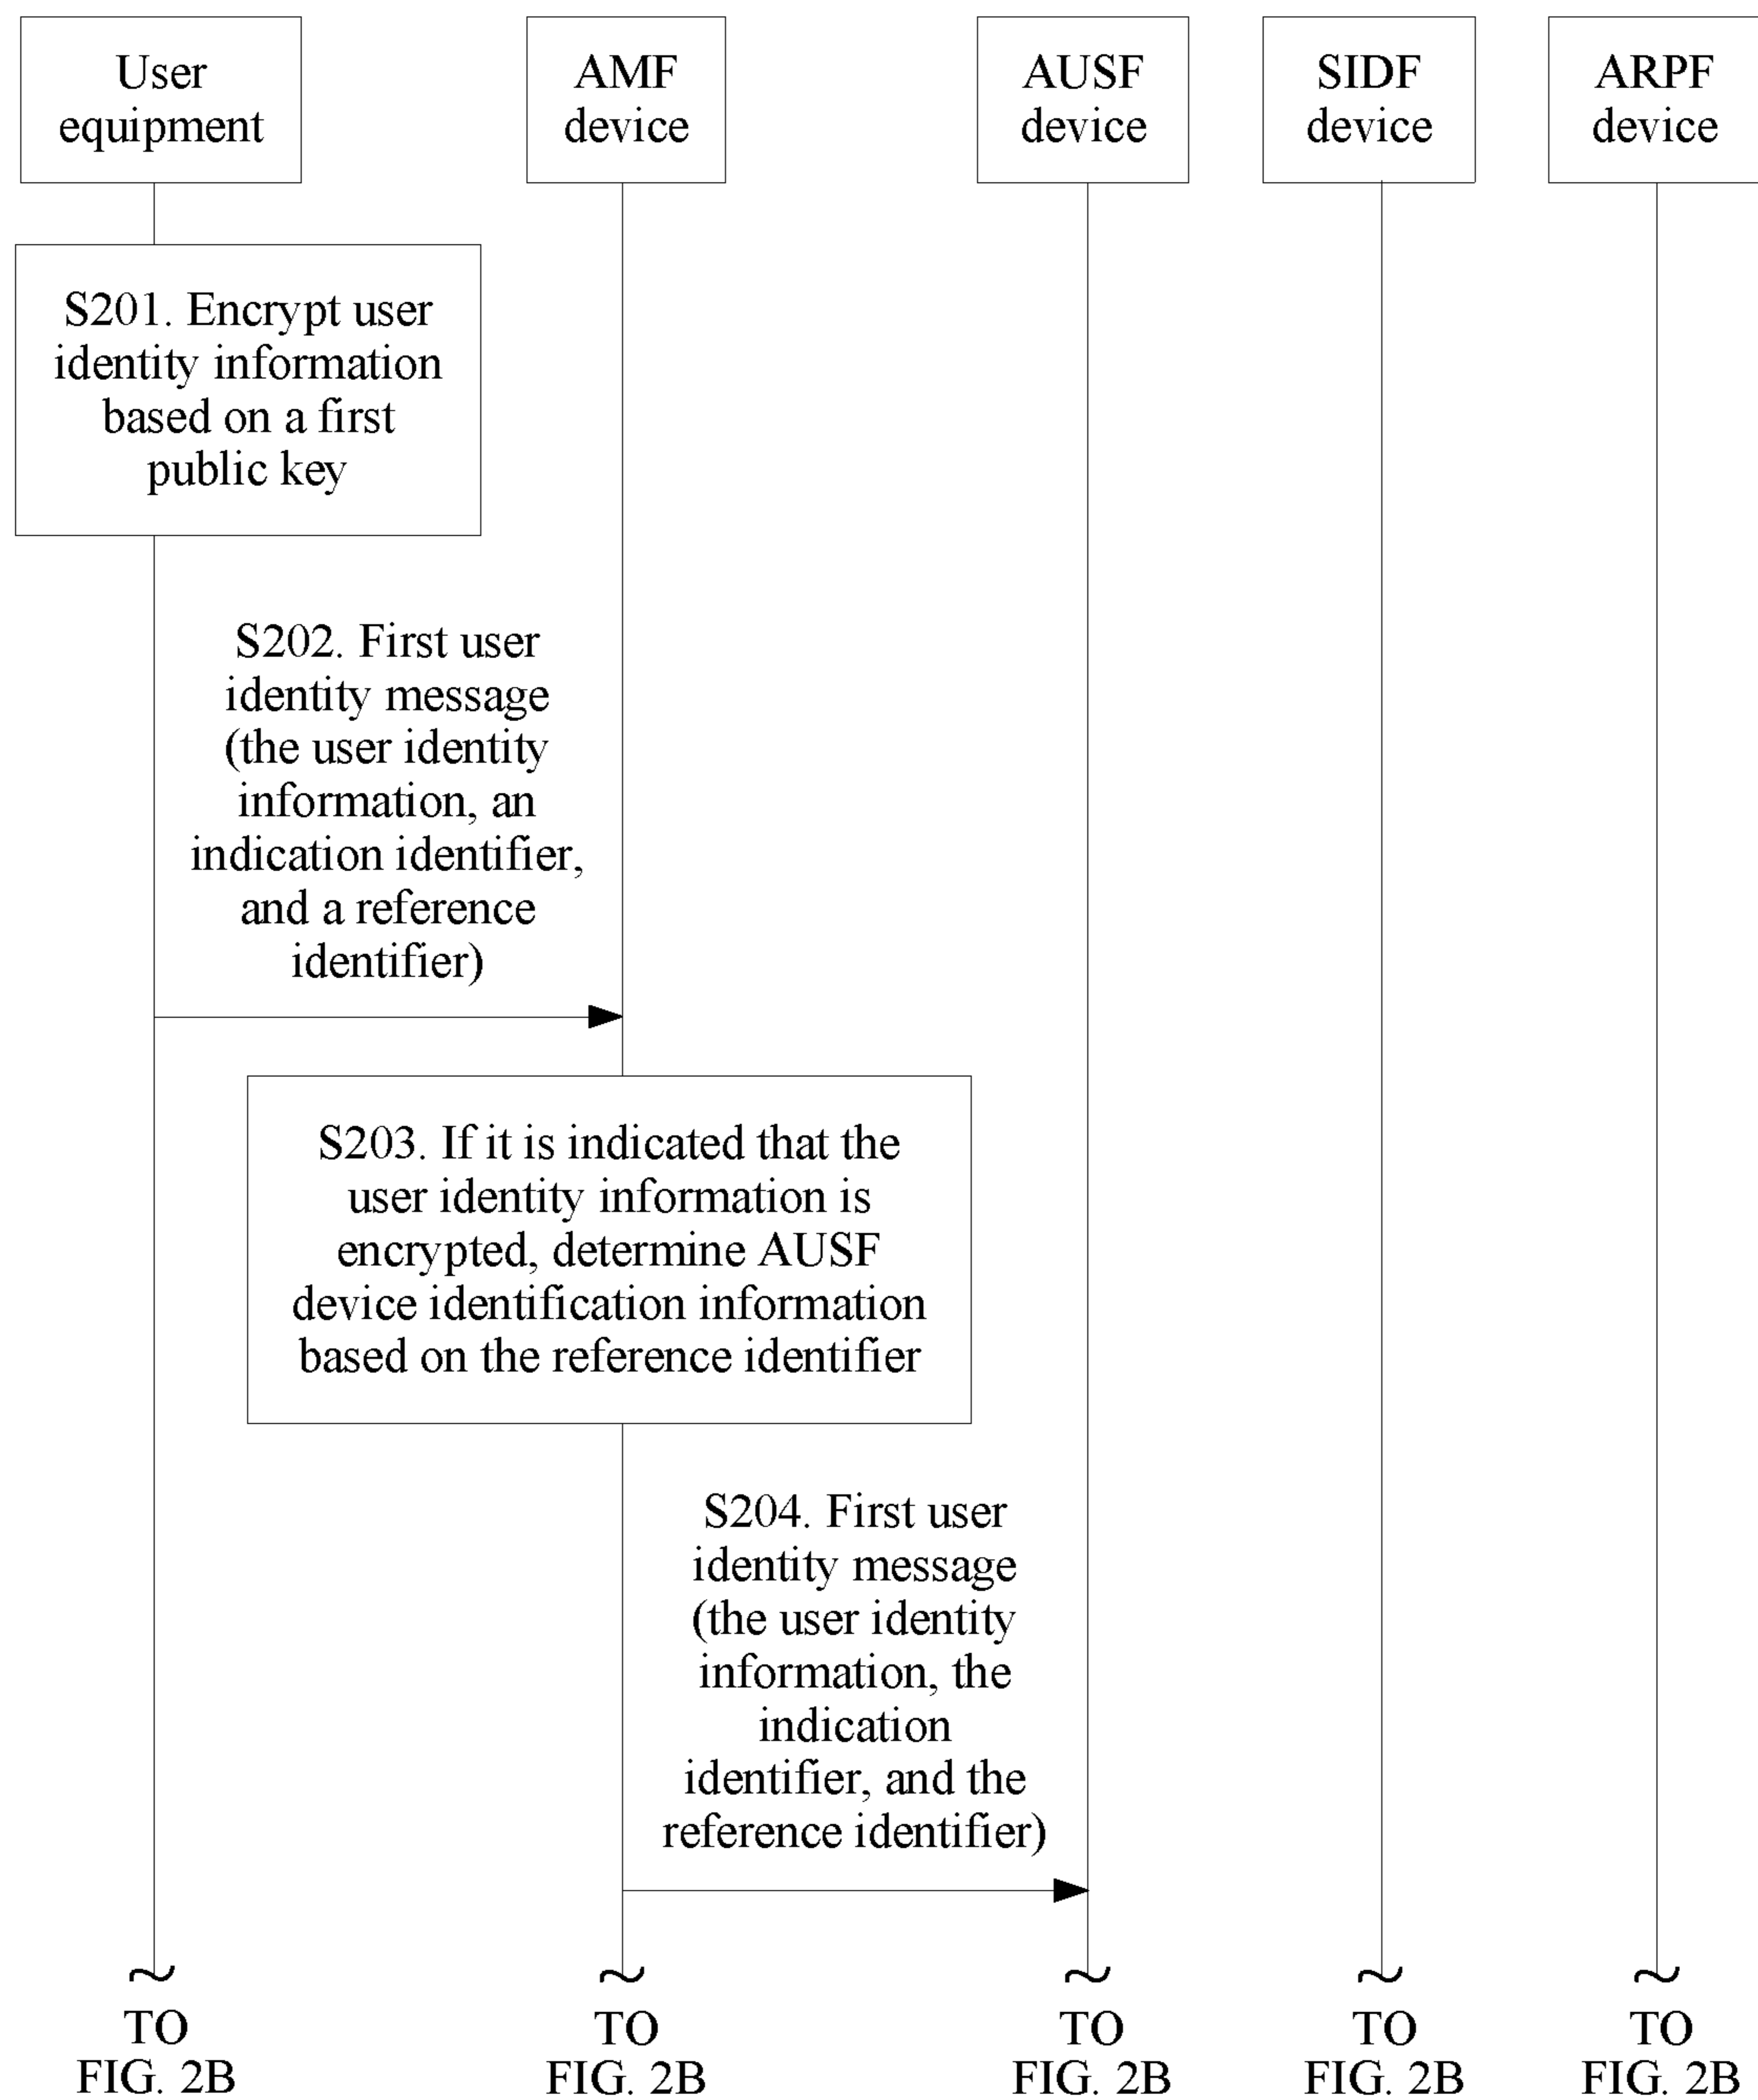 User
equipment
AMF
device
AUSF
device
SIDF
device
ARPF
device
S201. Encrypt user
identity information
based on a first
public key
S202. First user
identity message
(the user identity
information, an
indication identifier,
and a reference
identifier)
S203. If it is indicated that the
user identity information is
encrypted, determine AUSF
device identification information
based on the reference identifier
S204. First user
identity message
(the user identity
information, the
indication
identifier, and the
reference identifier)
TO
FIG. 2B
TO
FIG. 2B
TO
FIG. 2B
TO
FIG. 2B
TO
FIG. 2B